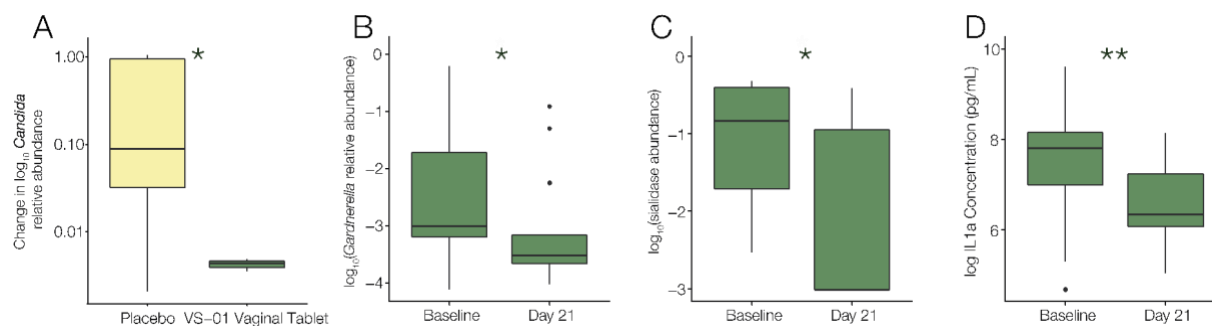 A
Change in log10 Candida
relative abundance
1.00
0.10
0.01
*
Placebo
VS-01 Vaginal Tablet
B
log10(Gardnerella relative abundance)
0
-1
-2
-3
-4
*
Baseline
Day 21
C
log10(sialidase abundance)
-0
-1
-2
-3
*
Baseline
Day 21
D
log IL1a Concentration (pg/mL)
10
8
6
**
Baseline
Day 21